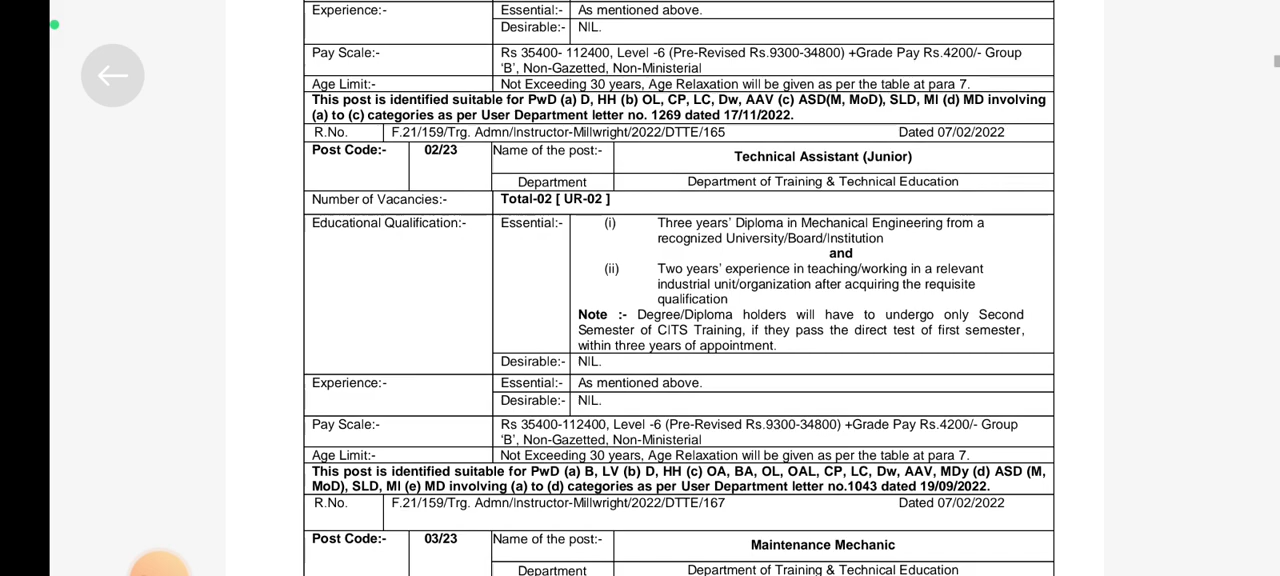 Experience:- Essential:- As mentioned above.
Desirable:- NIL.
Pay Scale:- Rs 35400- 112400, Level -6 (Pre-Revised Rs.9300-34800) +Grade Pay Rs.4200/- Group
'B', Non-Gazetted, Non-Ministerial
Age Limit:- Not Exceeding 30 years, Age Relaxation will be given as per the table at para 7.
This post is identified suitable for PwD (a) D, HH (b) OL, CP, LC, Dw, AAV (c) ASD(M, MoD), SLD, MI (d) MD involving
(a) to (c) categories as per User Department letter no. 1269 dated 17/11/2022.
R.No. F.21/159/Trg. Admn/Instructor-Millwright/2022/DTTE/165 Dated 07/02/2022
Post Code:- 02/23 Name of the post:- Technical Assistant (Junior)
Department Department of Training & Technical Education
Number of Vacancies:- Total-02 [ UR-02 ]
Educational Qualification:- Essential:- (i) Three years' Diploma in Mechanical Engineering from a
recognized University/Board/Institution
and
(ii) Two years' experience in teaching/working in a relevant
industrial unit/organization after acquiring the requisite
qualification
Note :- Degree/Diploma holders will have to undergo only Second
Semester of CITS Training, if they pass the direct test of first semester,
within three years of appointment.
Desirable:- NIL.
Experience:- Essential:- As mentioned above.
Desirable:- NIL.
Pay Scale:- Rs 35400-112400, Level -6 (Pre-Revised Rs.9300-34800) +Grade Pay Rs.4200/- Group
'B', Non-Gazetted, Non-Ministerial
Age Limit:- Not Exceeding 30 years, Age Relaxation will be given as per the table at para 7.
This post is identified suitable for PwD (a) B, LV (b) D, HH (c) OA, BA, OL, OAL, CP, LC, Dw, AAV, MDy (d) ASD (M,
MoD), SLD, MI (e) MD involving (a) to (d) categories as per User Department letter no.1043 dated 19/09/2022.
R.No. F.21/159/Trg. Admn/Instructor-Millwright/2022/DTTE/167 Dated 07/02/2022
Post Code:- 03/23 Name of the post:- Maintenance Mechanic
Department Department of Training & Technical Education